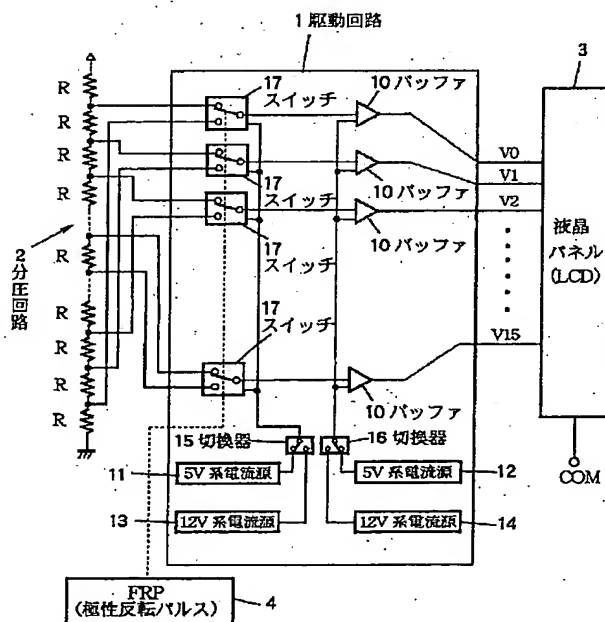 1 駆動回路
3
17
スイッチ
10 バッファ
R
R
R
R
R
R
R
R
V0
17
スイッチ
10 バッファ
V1
17
スイッチ
10 バッファ
V2
2分圧回路
液晶
パネル
(LCD)
17
スイッチ
V15
10 バッファ
15 切換器
16 切換器
11
5V 系電流源
5V 系電流源
12
13
12V 系電流源
12V 系電流源
14
COM
FRP
(極性反転パルス)
4